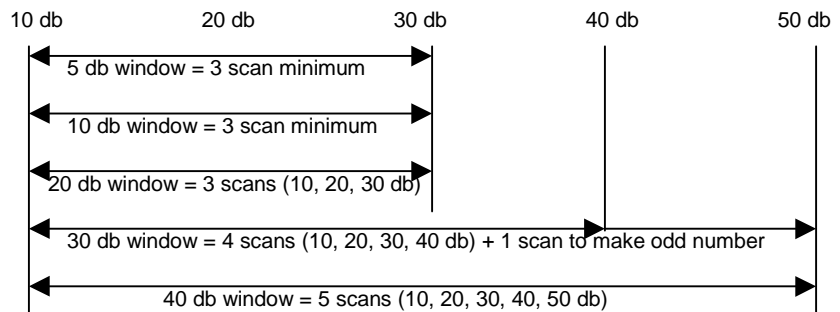 10 db 20 db 30 db 40 db 50 db
5 db window = 3 scan minimum
10 db window = 3 scan minimum
20 db window = 3 scans (10, 20, 30 db)
30 db window = 4 scans (10, 20, 30, 40 db) + 1 scan to make odd number
40 db window = 5 scans (10, 20, 30, 40, 50 db)